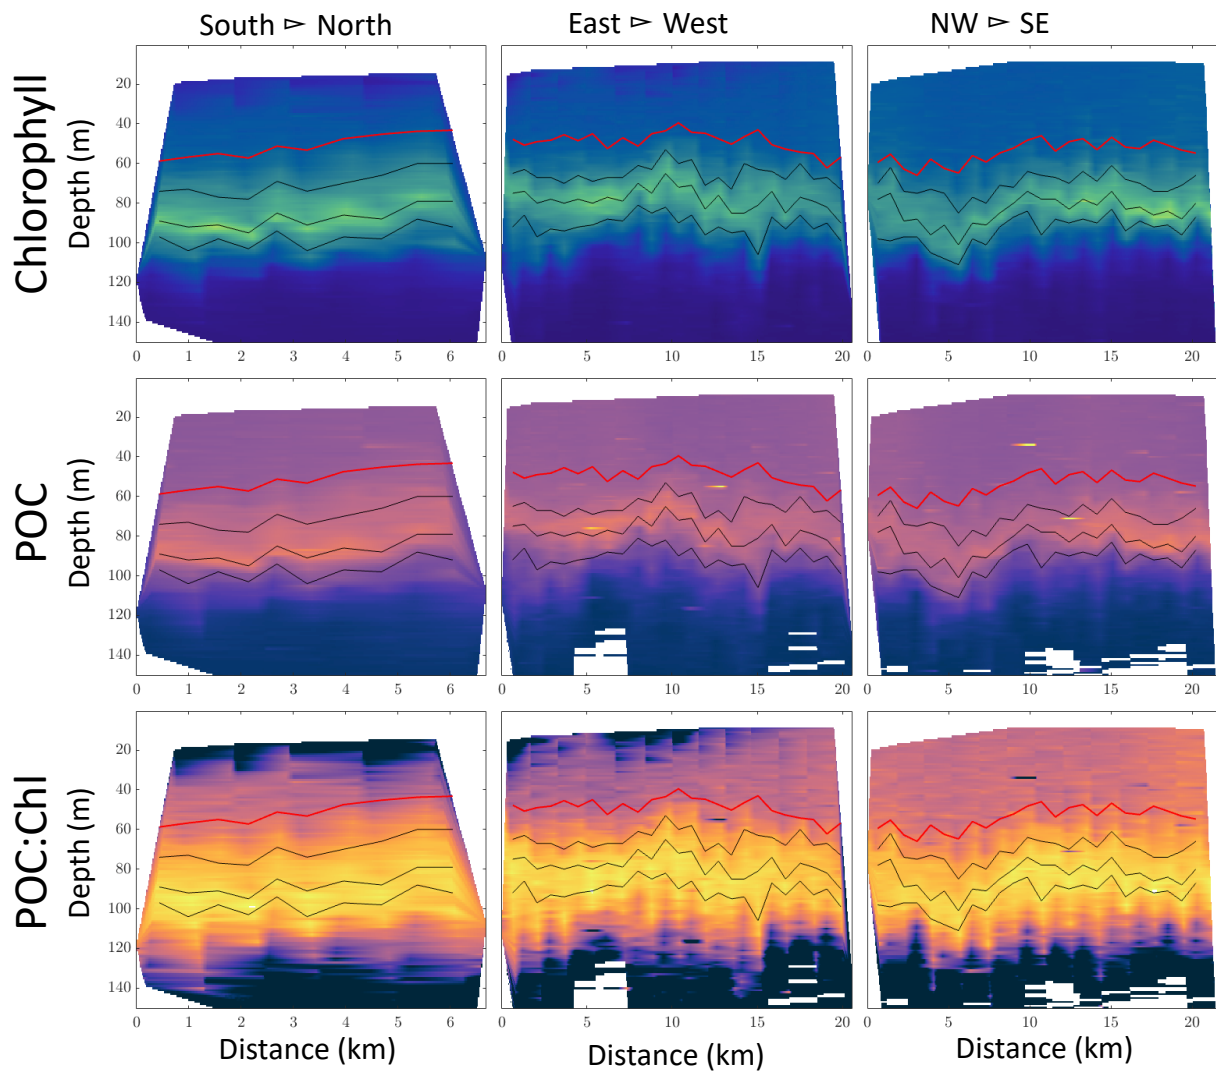 South ▻ North
East ▻ West
NW ▻ SE
Chlorophyll
Depth (m)
20
40
60
80
100
120
140
0 1 2 3 4 5 6
0 5 10 15 20
0 5 10 15 20
POC
Depth (m)
20
40
60
80
100
120
140
0 1 2 3 4 5 6
0 5 10 15 20
0 5 10 15 20
POC:Chl
Depth (m)
20
40
60
80
100
120
140
0 1 2 3 4 5 6
0 5 10 15 20
0 5 10 15 20
Distance (km)
Distance (km)
Distance (km)